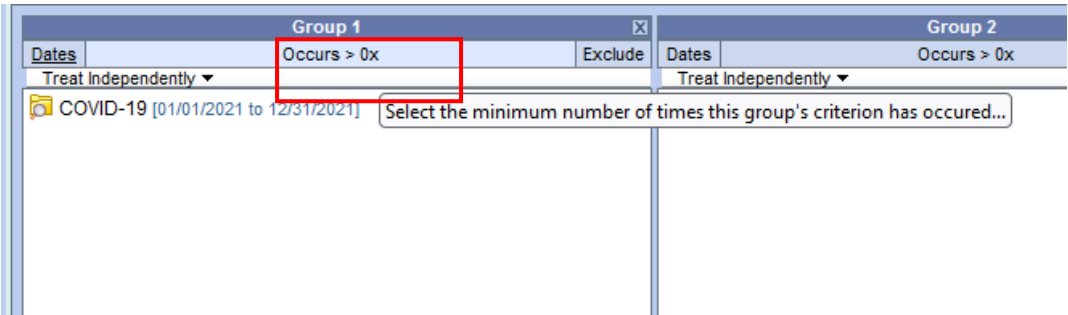 Group 1
Group 2
Dates Occurs > 0x Exclude Dates Occurs > 0x
Treat Independently Treat Independently
COVID-19 [01/01/2021 to 12/31/2021]
Select the minimum number of times this group's criterion has occured...